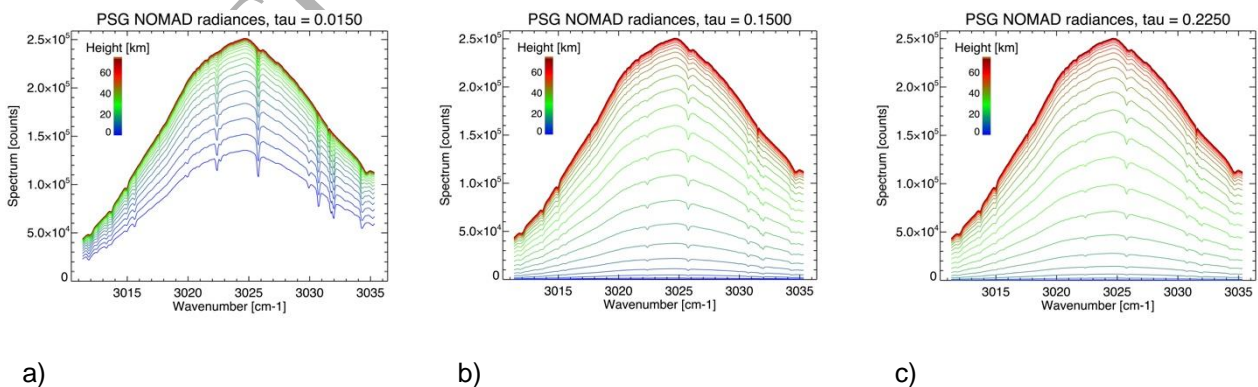 PSG NOMAD radiances, tau = 0.0150
Height [km]
60
40
20
0
2.5×10⁵
2.0×10⁵
1.5×10⁵
1.0×10⁵
5.0×10⁴
0
Spectrum [counts]
3015 3020 3025 3030 3035
Wavenumber [cm-1]
a)
PSG NOMAD radiances, tau = 0.1500
Height [km]
60
40
20
0
2.5×10⁵
2.0×10⁵
1.5×10⁵
1.0×10⁵
5.0×10⁴
0
Spectrum [counts]
3015 3020 3025 3030 3035
Wavenumber [cm-1]
b)
PSG NOMAD radiances, tau = 0.2250
Height [km]
60
40
20
0
2.5×10⁵
2.0×10⁵
1.5×10⁵
1.0×10⁵
5.0×10⁴
0
Spectrum [counts]
3015 3020 3025 3030 3035
Wavenumber [cm-1]
c)